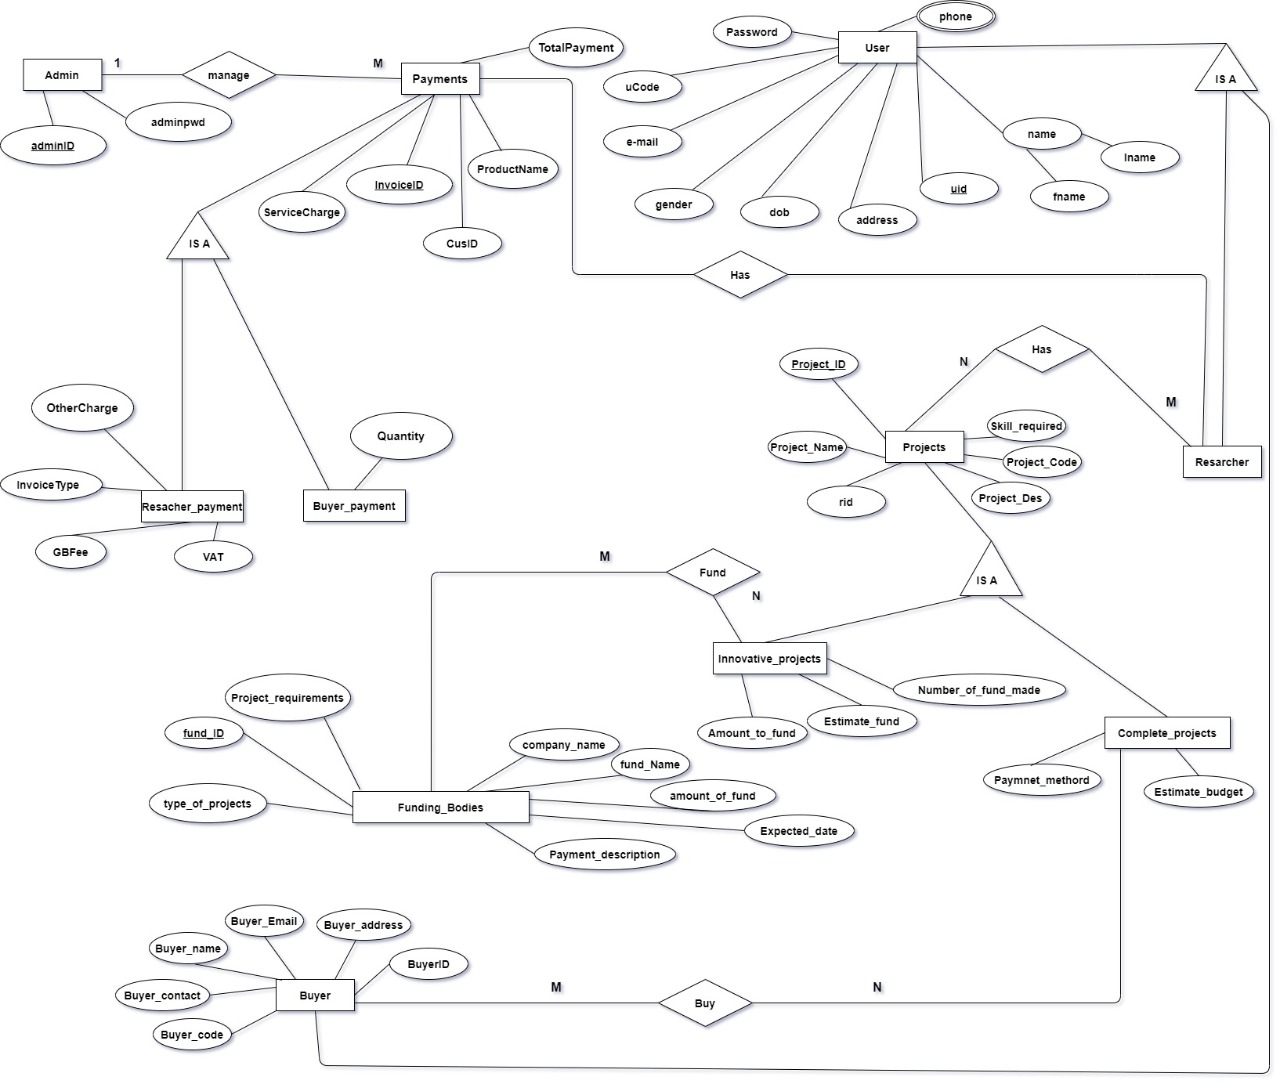 phone
Password
User
Admin
1
manage
M
Payments
TotalPayment
IS A
uCode
adminID
adminpwd
e-mail
name
lname
ProductName
InvoiceID
ServiceCharge
CusID
gender
dob
address
uid
fname
IS A
Has
Project_ID
N
Has
M
OtherCharge
Quantity
Skill_required
Project_Name
Projects
Project_Code
Resarcher
InvoiceType
Resacher_payment
Buyer_payment
rid
Project_Des
GBFee
VAT
M
Fund
N
IS A
Innovative_projects
Number_of_fund_made
Project_requirements
fund_ID
Amount_to_fund
Estimate_fund
Complete_projects
company_name
fund_Name
Paymnet_methord
Estimate_budget
type_of_projects
Funding_Bodies
amount_of_fund
Expected_date
Payment_description
Buyer_Email
Buyer_address
Buyer_name
BuyerID
Buyer_contact
Buyer
M
Buy
N
Buyer_code